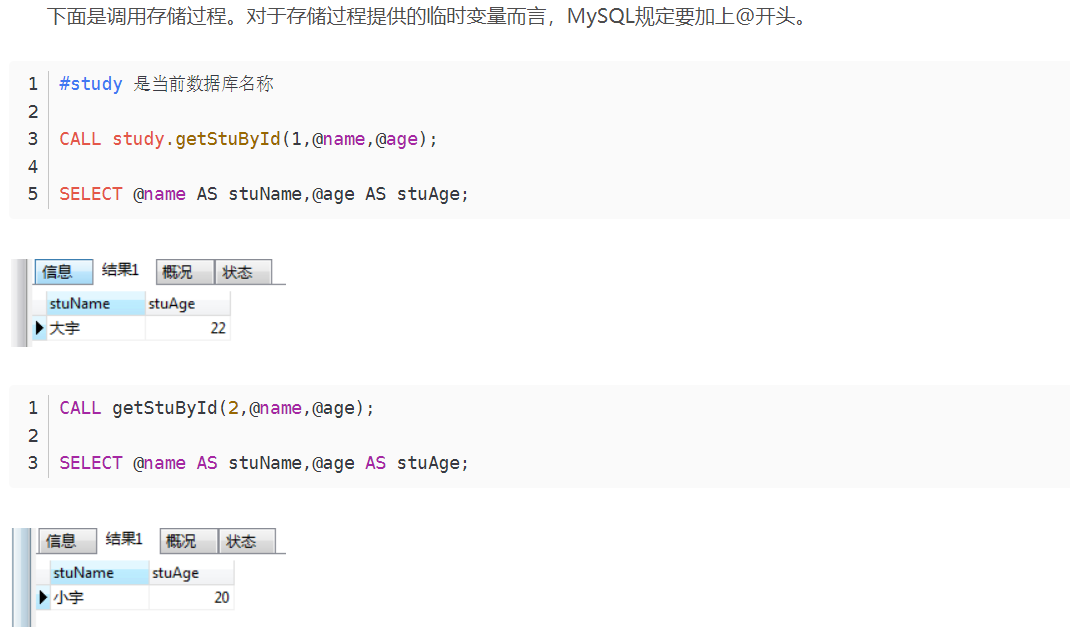 下面是调用存储过程。对于存储过程提供的临时变量而言，MySQL规定要加上@开头。
1 #study 是当前数据库名称
2
3 CALL study.getStuById(1,@name,@age);
4
5 SELECT @name AS stuName,@age AS stuAge;
信息 结果1 概况 状态
stuName stuAge
大宇 22
1 CALL getStuById(2,@name,@age);
2
3 SELECT @name AS stuName,@age AS stuAge;
信息 结果1 概况 状态
stuName stuAge
小宇 20